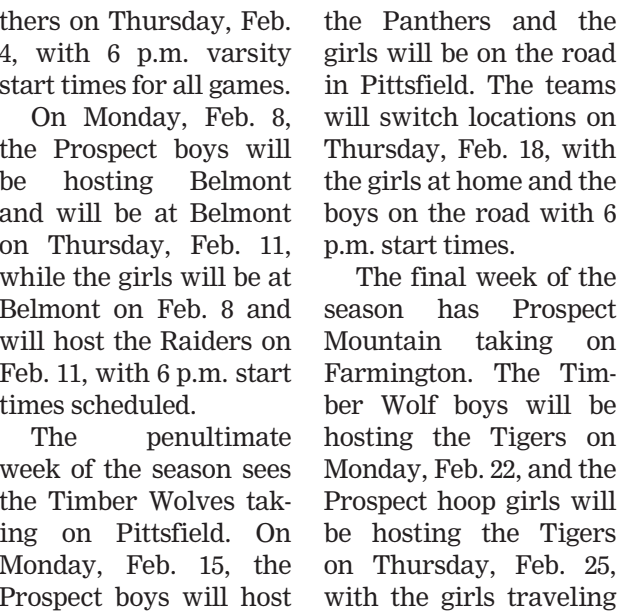 thers on Thursday, Feb.
4, with 6 p.m. varsity
start times for all games.
On Monday, Feb. 8,
the Prospect boys will
be hosting Belmont
and will be at Belmont
on Thursday, Feb. 11,
while the girls will be at
Belmont on Feb. 8 and
will host the Raiders on
Feb. 11, with 6 p.m. start
times scheduled.
The penultimate
week of the season sees
the Timber Wolves tak-
ing on Pittsfield. On
Monday, Feb. 15, the
Prospect boys will host
the Panthers and the
girls will be on the road
in Pittsfield. The teams
will switch locations on
Thursday, Feb. 18, with
the girls at home and the
boys on the road with 6
p.m. start times.
The final week of the
season has Prospect
Mountain taking on
Farmington. The Tim-
ber Wolf boys will be
hosting the Tigers on
Monday, Feb. 22, and the
Prospect hoop girls will
be hosting the Tigers
on Thursday, Feb. 25,
with the girls traveling